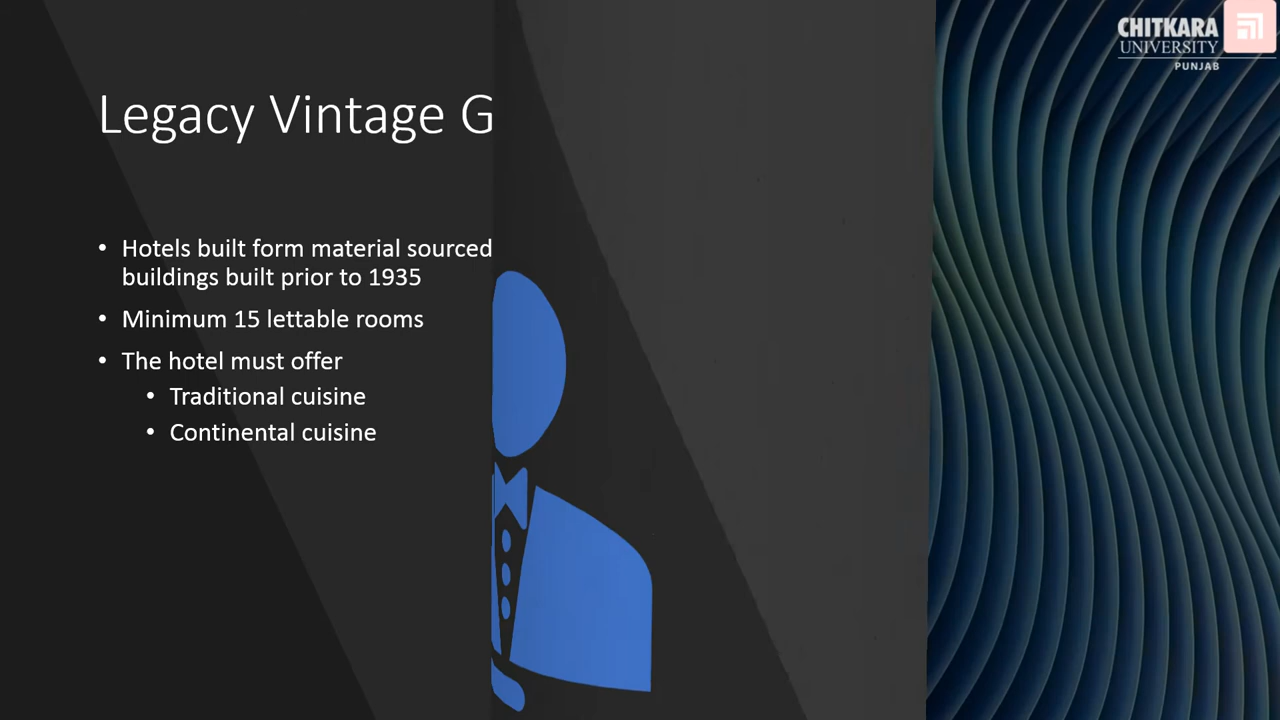 CHITKARA
UNIVERSITY
PUNJAB
Legacy Vintage G
• Hotels built form material sourced
buildings built prior to 1935
• Minimum 15 lettable rooms
• The hotel must offer
• Traditional cuisine
• Continental cuisine